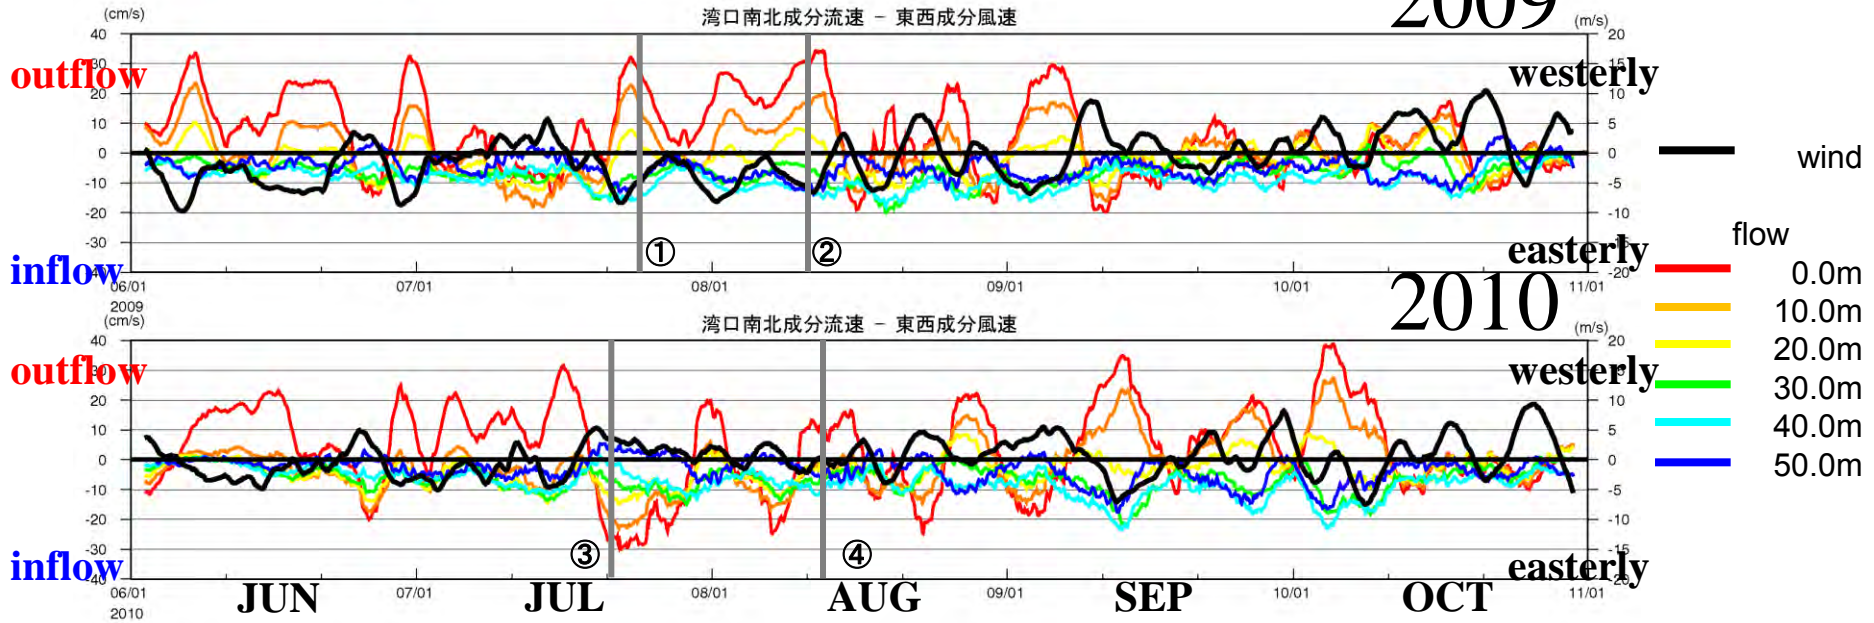 2009
(cm/s)
湾口南北成分流速 − 東西成分風速
(m/s)
40
30
20
10
0
-10
-20
-30
-40
20
15
10
5
0
-5
-10
-15
-20
outflow
westerly
inflow
easterly
①
②
06/01
07/01
08/01
09/01
10/01
11/01
2009
2010
(cm/s)
湾口南北成分流速 − 東西成分風速
(m/s)
40
30
20
10
0
-10
-20
-30
-40
20
15
10
5
0
-5
-10
-15
-20
outflow
westerly
inflow
easterly
③
④
06/01
07/01
08/01
09/01
10/01
11/01
2010
JUN
JUL
AUG
SEP
OCT
wind
flow
0.0m
10.0m
20.0m
30.0m
40.0m
50.0m